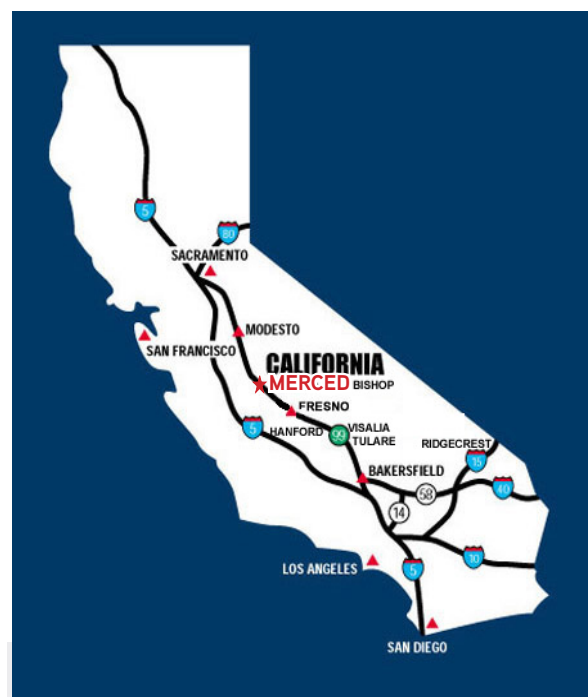 5
80
SACRAMENTO
MODESTO
SAN FRANCISCO
CALIFORNIA
MERCED BISHOP
FRESNO
5
HANFORD
99
VISALIA
TULARE
RIDGECREST
15
BAKERSFIELD
58
40
14
10
LOS ANGELES
5
SAN DIEGO